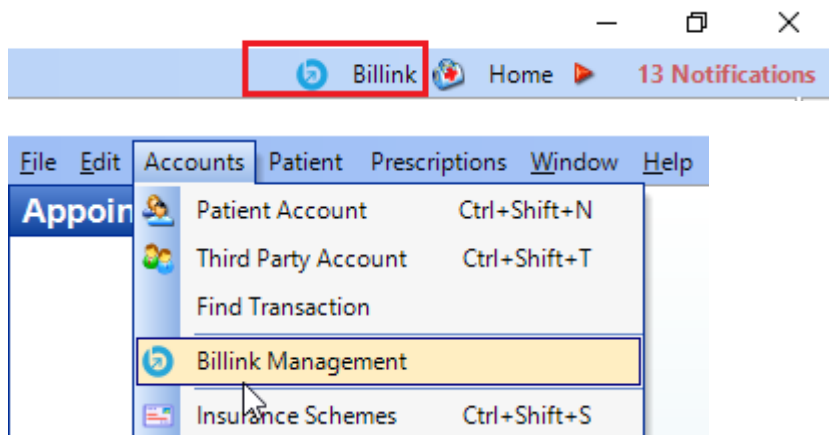 Billink Home 13 Notifications
File Edit Accounts Patient Prescriptions Window Help
Appoin
Patient Account Ctrl+Shift+N
Third Party Account Ctrl+Shift+T
Find Transaction
Billink Management
Insurance Schemes Ctrl+Shift+S